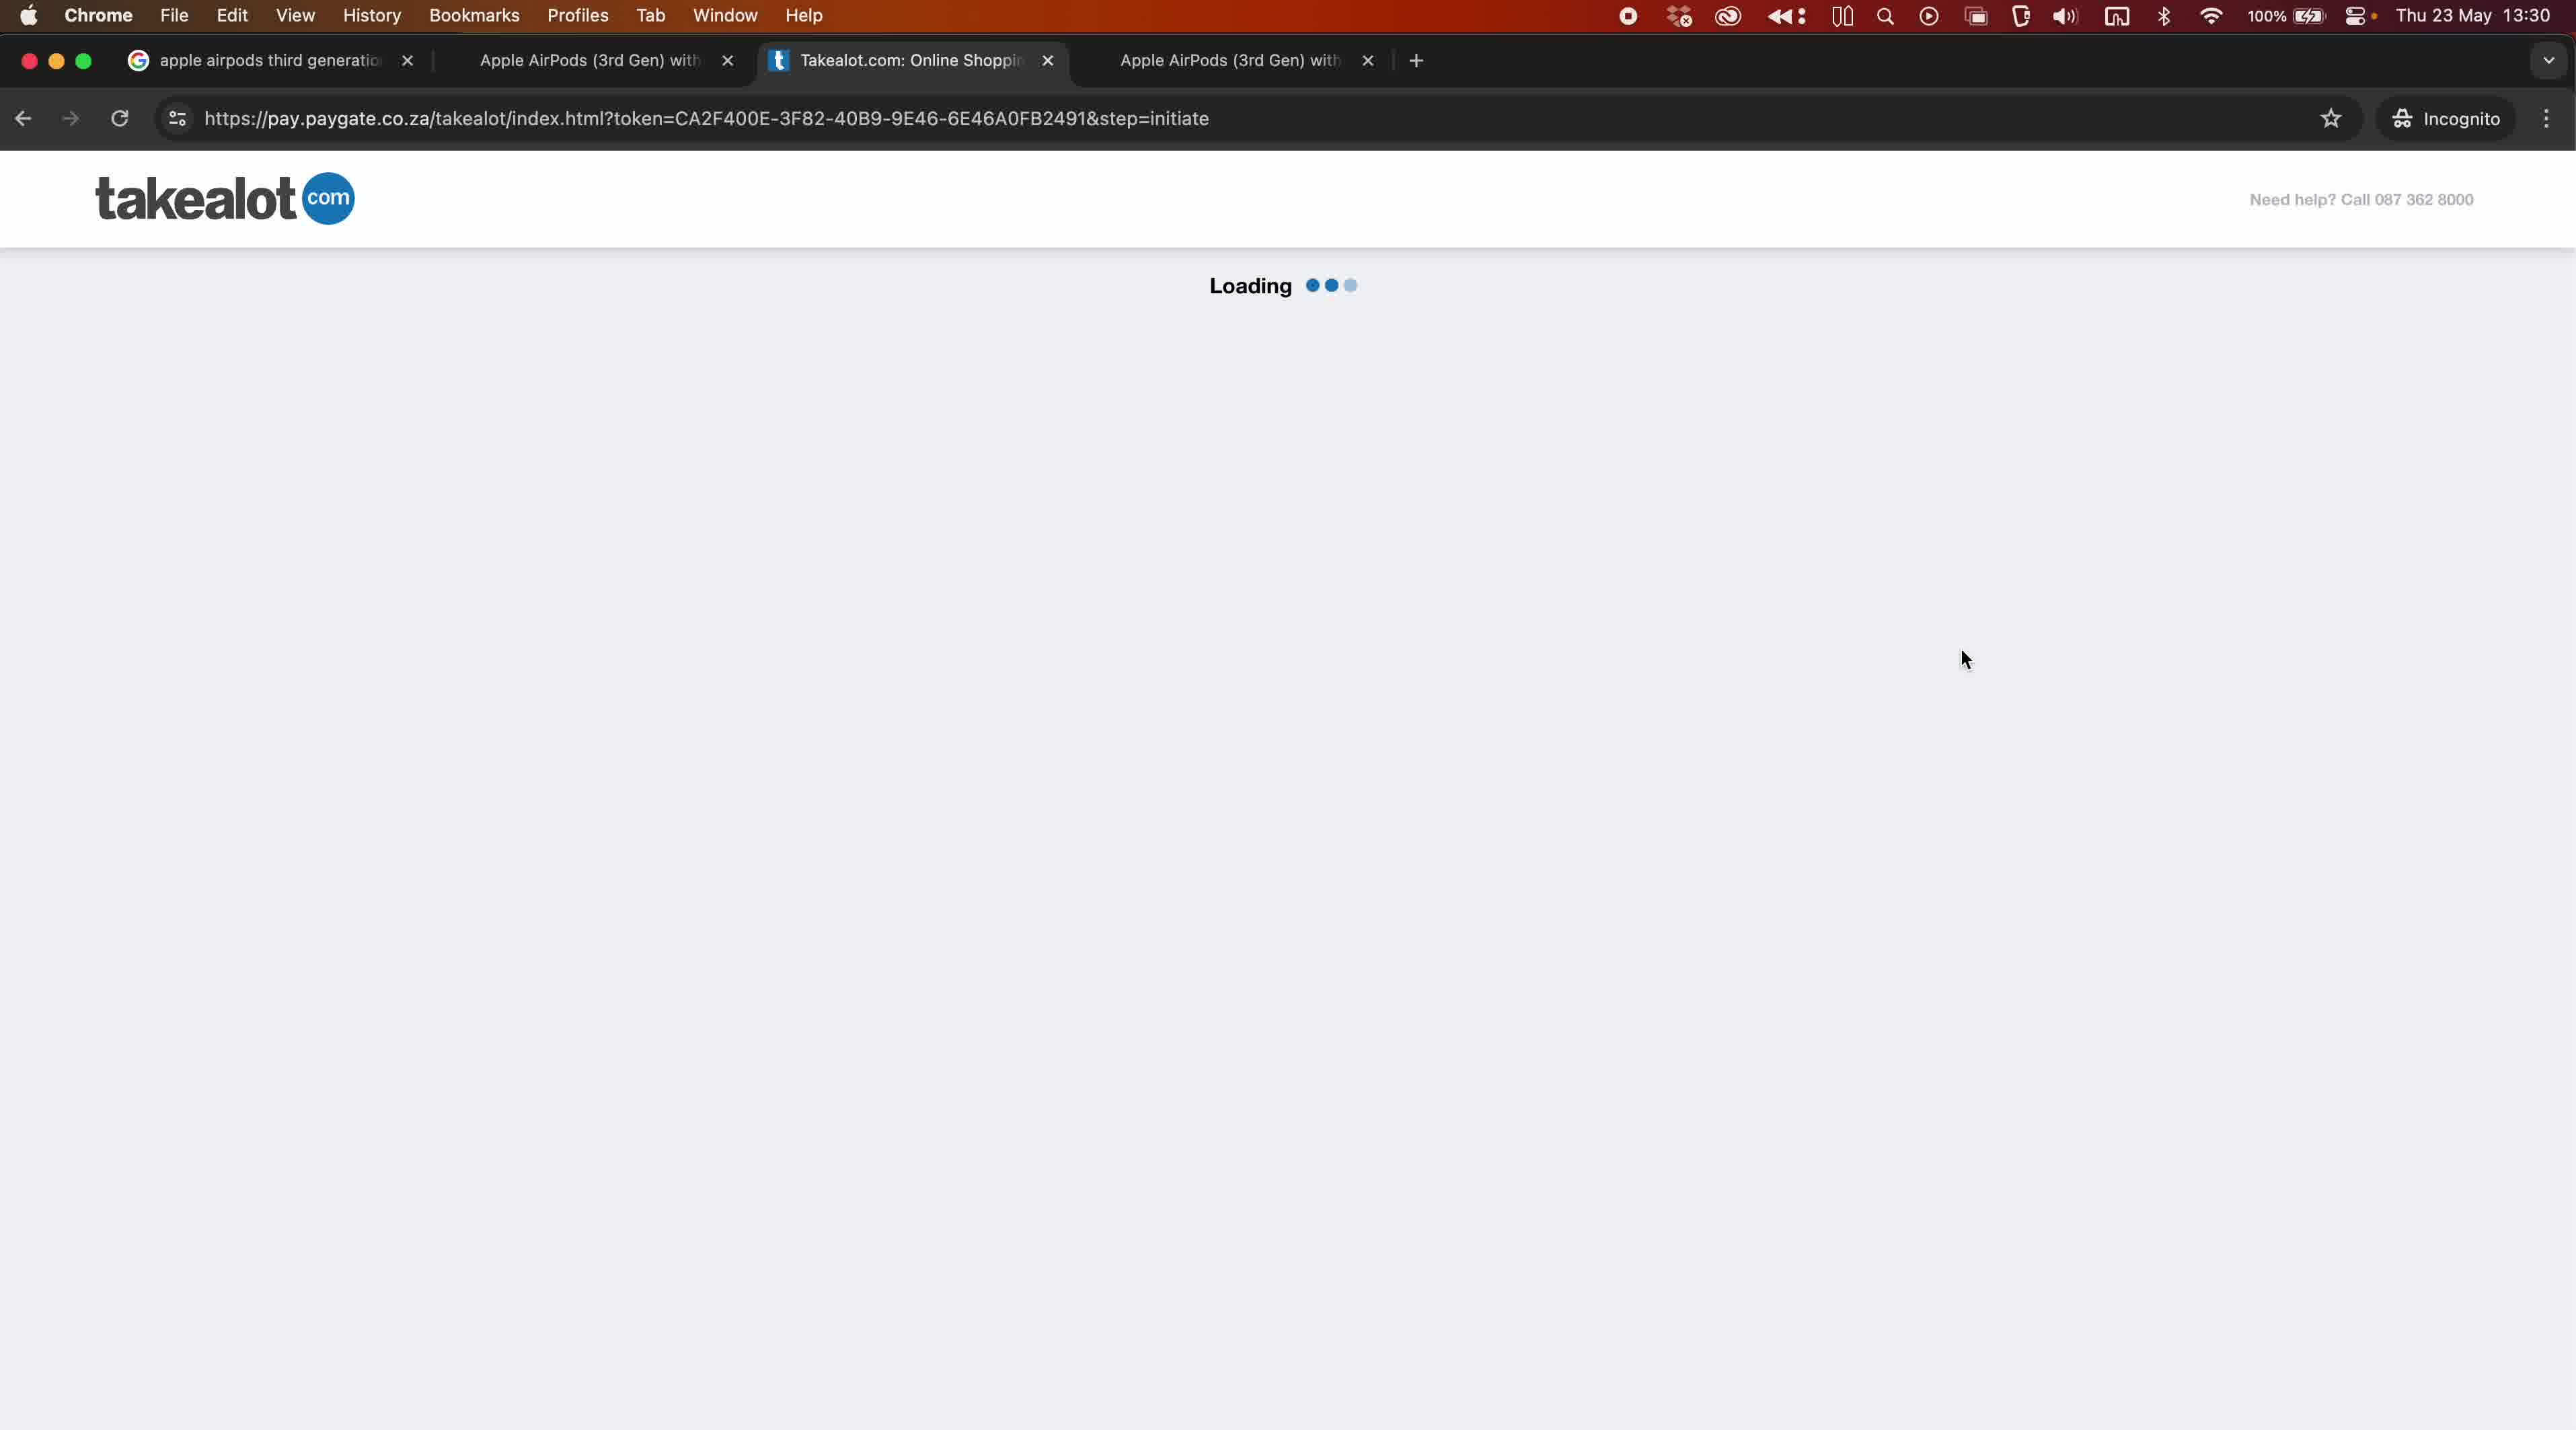 Chrome File Edit View History Bookmarks Profiles Tab Window Help 100% Thu 23 May 13:30
apple airpods third generation Apple AirPods (3rd Gen) with Takealot.com: Online Shoppin Apple AirPods (3rd Gen) with
https://pay.paygate.co.za/takealot/index.html?token=CA2F400E-3F82-40B9-9E46-6E46A0FB2491&step=initiate Incognito
takealot com Need help? Call 087 362 8000
Loading